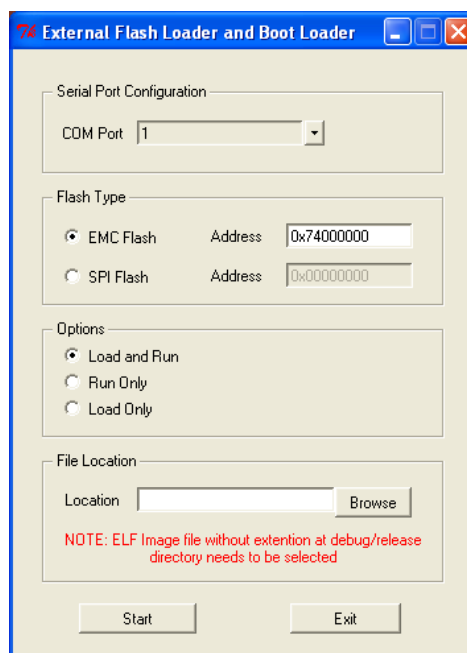 74 External Flash Loader and Boot Loader
Serial Port Configuration
COM Port 1
Flash Type
EMC Flash Address 0x74000000
SPI Flash Address 0x00000000
Options
Load and Run
Run Only
Load Only
File Location
Location Browse
NOTE: ELF Image file without extention at debug/release
directory needs to be selected
Start Exit